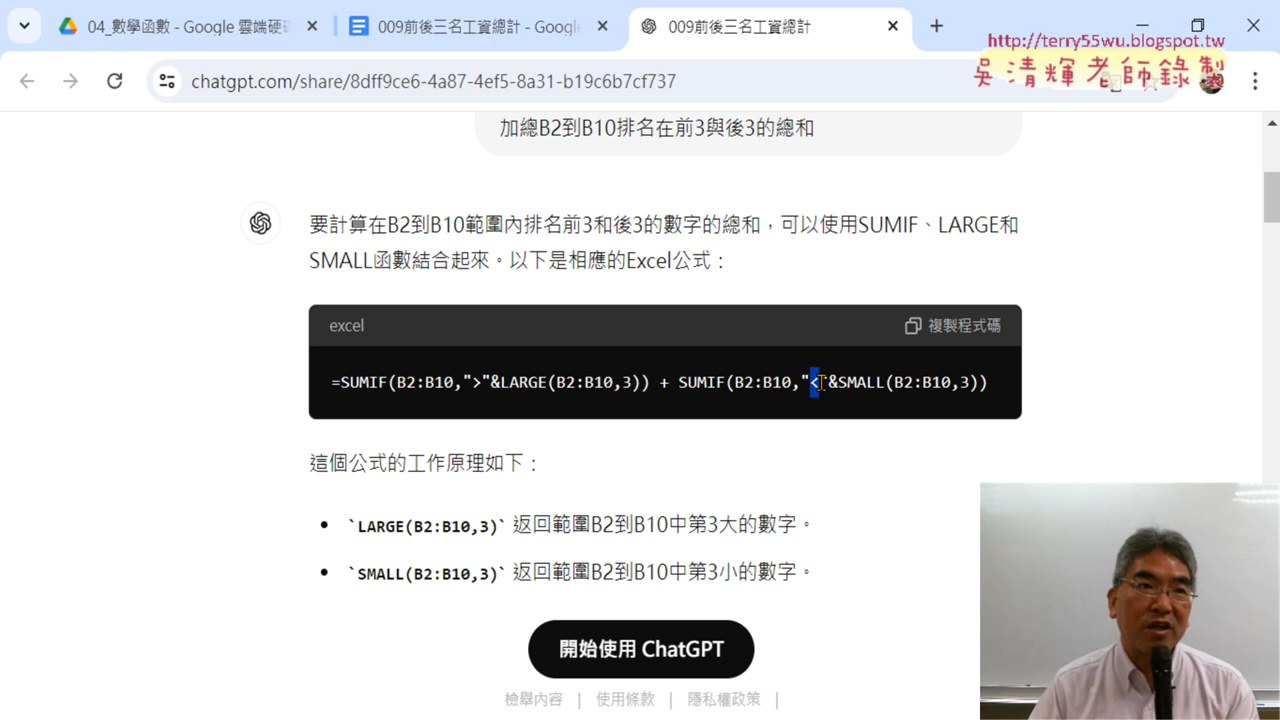 04_數學函數 - Google 雲端硬碟
009前後三名工資總計 - Google
009前後三名工資總計
http://terry55wu.blogspot.tw
吳清輝老師錄製
chatgpt.com/share/8dff9ce6-4a87-4ef5-8a31-b19c6b7cf737
加總B2到B10排名在前3與後3的總和
要計算在B2到B10範圍內排名前3和後3的數字的總和，可以使用SUMIF、LARGE和
SMALL函數結合起來。以下是相應的Excel公式：
excel
複製程式碼
=SUMIF(B2:B10,">"&LARGE(B2:B10,3)) + SUMIF(B2:B10,"<"&SMALL(B2:B10,3))
這個公式的工作原理如下：
• `LARGE(B2:B10,3)` 返回範圍B2到B10中第3大的數字。
• `SMALL(B2:B10,3)` 返回範圍B2到B10中第3小的數字。
開始使用 ChatGPT
檢舉內容 | 使用條款 | 隱私權政策 |